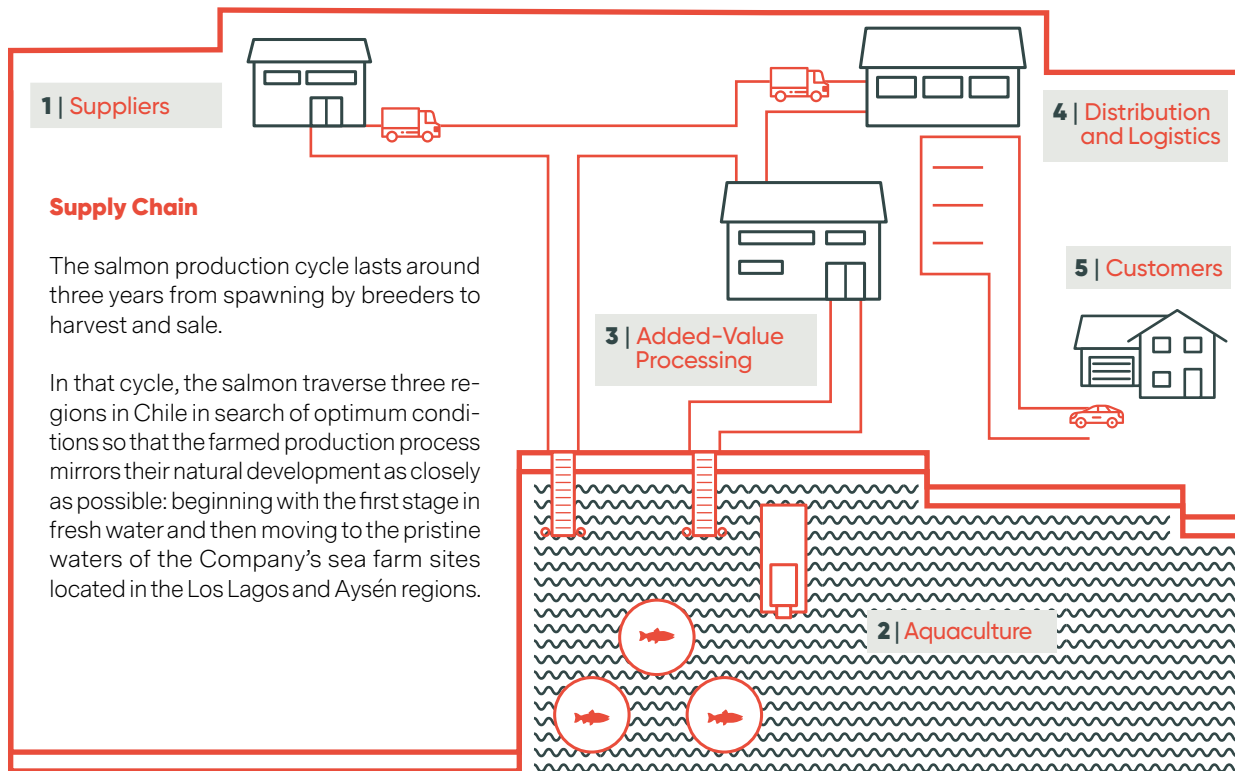 1 | Suppliers
4 | Distribution
and Logistics
Supply Chain
The salmon production cycle lasts around
three years from spawning by breeders to
harvest and sale.
5 | Customers
3 | Added-Value
Processing
In that cycle, the salmon traverse three re-
gions in Chile in search of optimum condi-
tions so that the farmed production process
mirrors their natural development as closely
as possible: beginning with the first stage in
fresh water and then moving to the pristine
waters of the Company’s sea farm sites
located in the Los Lagos and Aysén regions.
2 | Aquaculture